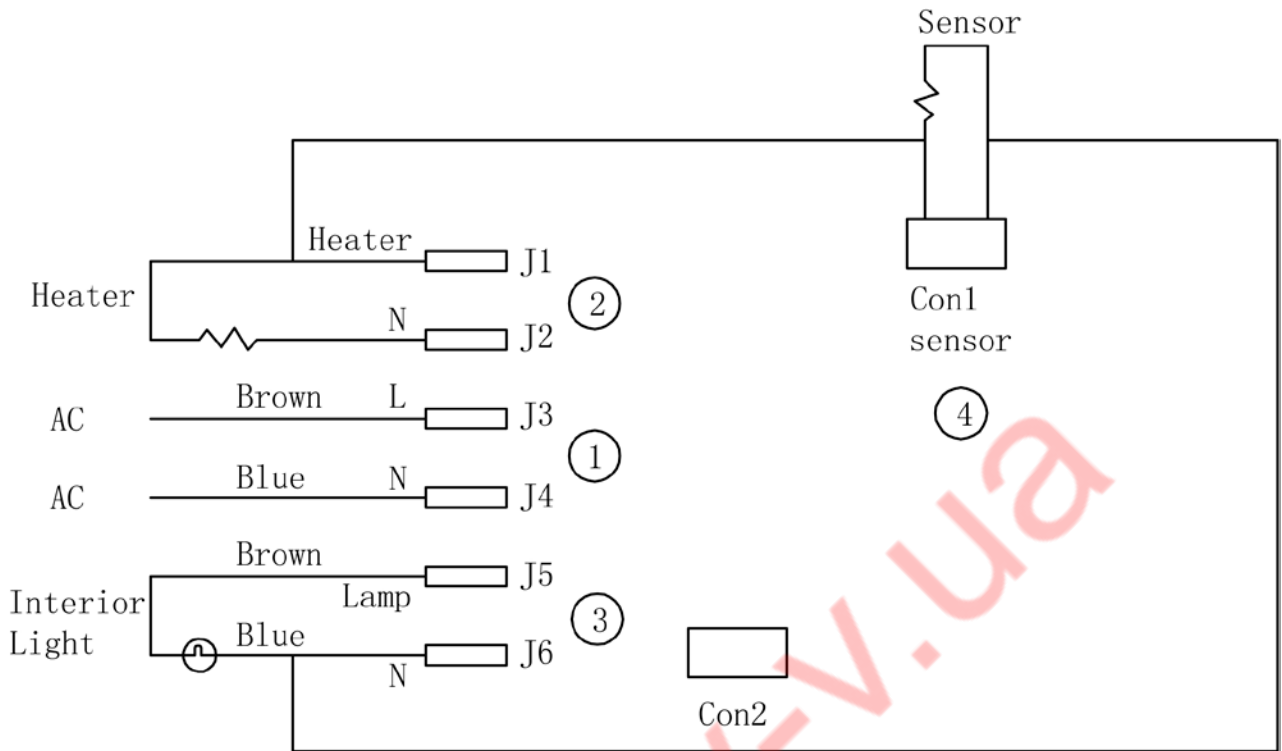 Sensor
Heater
J1
Heater
N
J2
②
Con1
sensor
Brown
L
J3
AC
①
④
Blue
N
J4
AC
Brown
Lamp
J5
Interior
Light
③
Blue
N
J6
Con2
v.ua